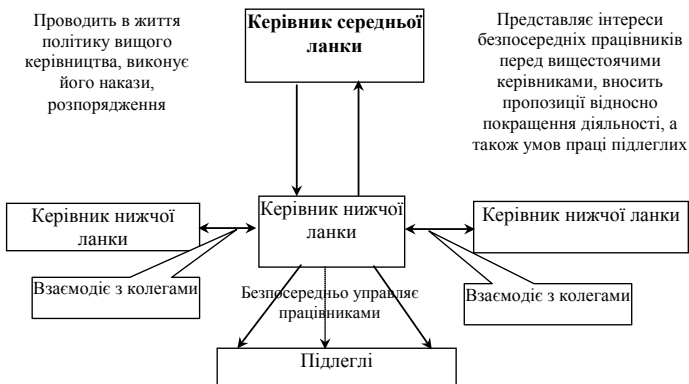 Проводить в життя
політику вищого
керівництва, виконує
його накази,
розпорядження
Керівник середньої
ланки
Представляє інтереси
безпосередніх працівників
перед вищестоячими
керівниками, вносить
пропозиції відносно
покращення діяльності, а
також умов праці підлеглих
Керівник нижчої
ланки
Керівник нижчої
ланки
Керівник нижчої ланки
Взаємодіє з колегами
Безпосередньо управляє
працівниками
Взаємодіє з колегами
Підлеглі